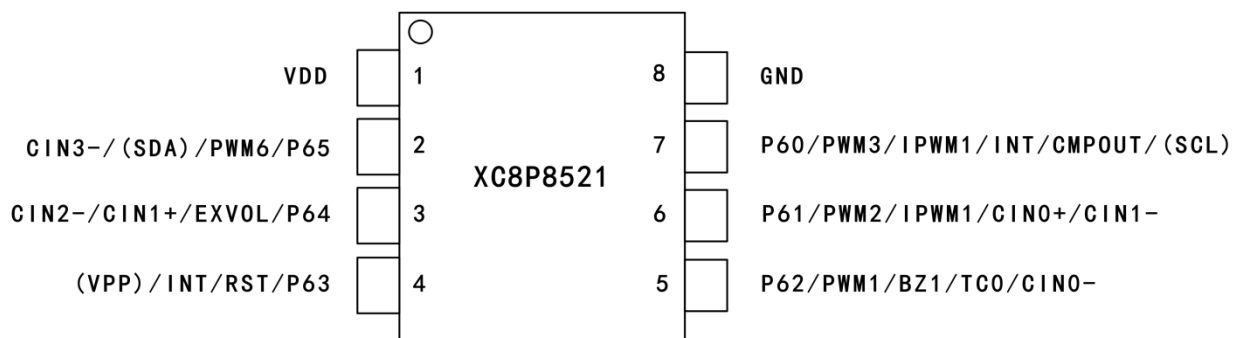 VDD 1 8 GND
CIN3-/(SDA)/PWM6/P65 2 7 P60/PWM3/IPWM1/INT/CMPOUT/(SCL)
XC8P8521
CIN2-/CIN1+/EXVOL/P64 3 6 P61/PWM2/IPWM1/CIN0+/CIN1-
(VPP)/INT/RST/P63 4 5 P62/PWM1/BZ1/TC0/CIN0-